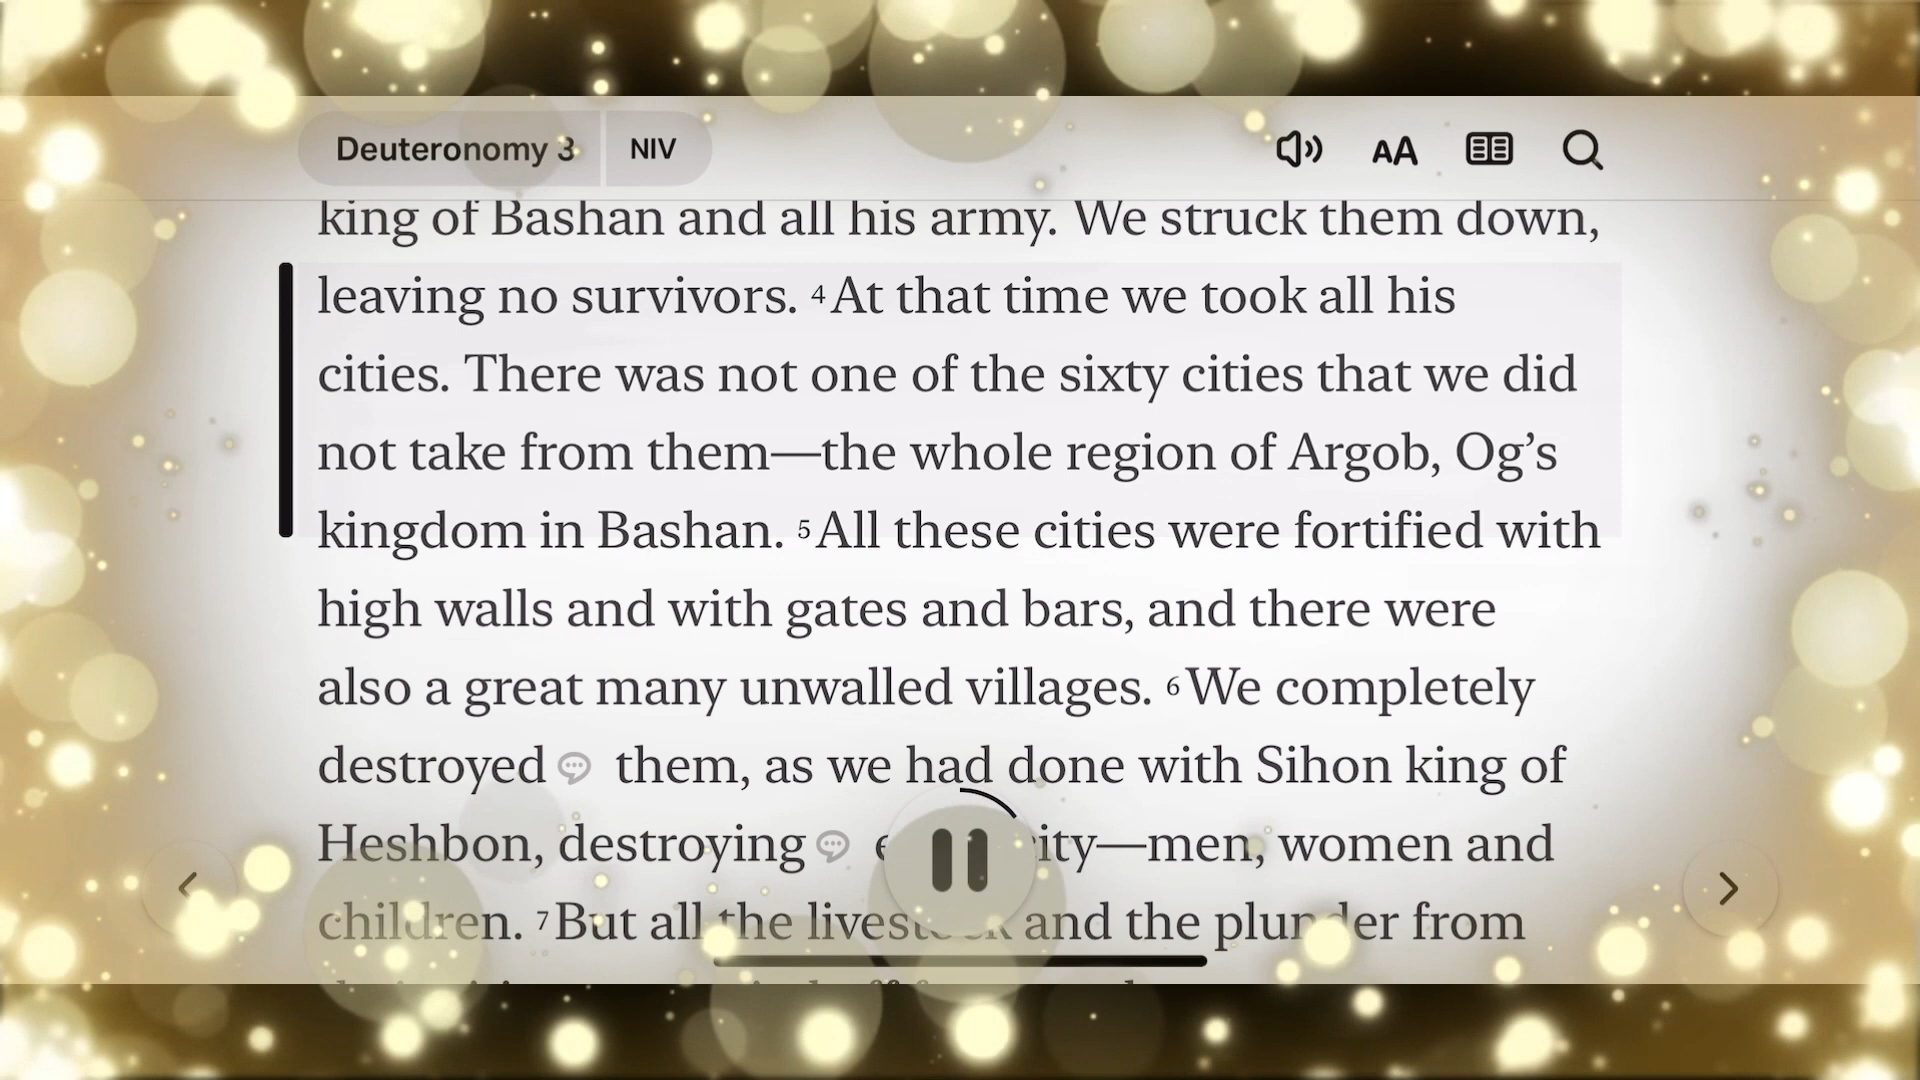 Deuteronomy 3 NIV AA
king of Bashan and all his army. We struck them down,
leaving no survivors. 4 At that time we took all his
cities. There was not one of the sixty cities that we did
not take from them—the whole region of Argob, Og’s
kingdom in Bashan. 5 All these cities were fortified with
high walls and with gates and bars, and there were
also a great many unwalled villages. 6 We completely
destroyed them, as we had done with Sihon king of
Heshbon, destroying city—men, women and
children. 7 But all the livestock and the plunder from